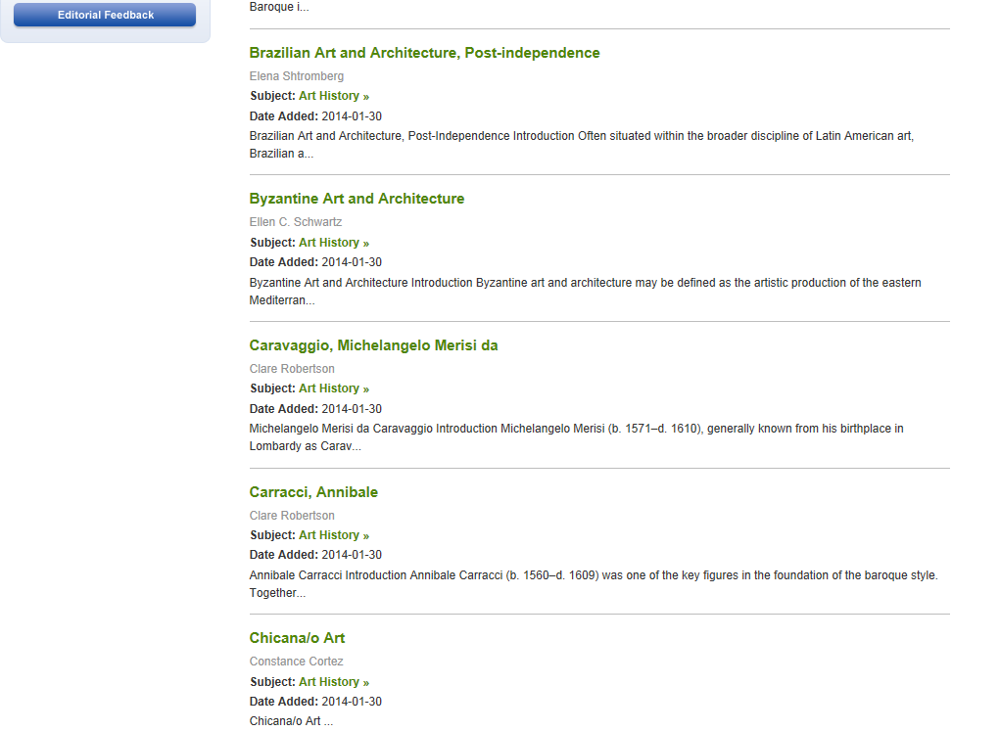 Editorial Feedback
Baroque i...
Brazilian Art and Architecture, Post-independence
Elena Shtromberg
Subject: Art History »
Date Added: 2014-01-30
Brazilian Art and Architecture, Post-Independence Introduction Often situated within the broader discipline of Latin American art,
Brazilian a...
Byzantine Art and Architecture
Ellen C. Schwartz
Subject: Art History »
Date Added: 2014-01-30
Byzantine Art and Architecture Introduction Byzantine art and architecture may be defined as the artistic production of the eastern
Mediterran...
Caravaggio, Michelangelo Merisi da
Clare Robertson
Subject: Art History »
Date Added: 2014-01-30
Michelangelo Merisi da Caravaggio Introduction Michelangelo Merisi (b. 1571–d. 1610), generally known from his birthplace in
Lombardy as Carav...
Carracci, Annibale
Clare Robertson
Subject: Art History »
Date Added: 2014-01-30
Annibale Carracci Introduction Annibale Carracci (b. 1560–d. 1609) was one of the key figures in the foundation of the baroque style.
Together...
Chicana/o Art
Constance Cortez
Subject: Art History »
Date Added: 2014-01-30
Chicana/o Art ...